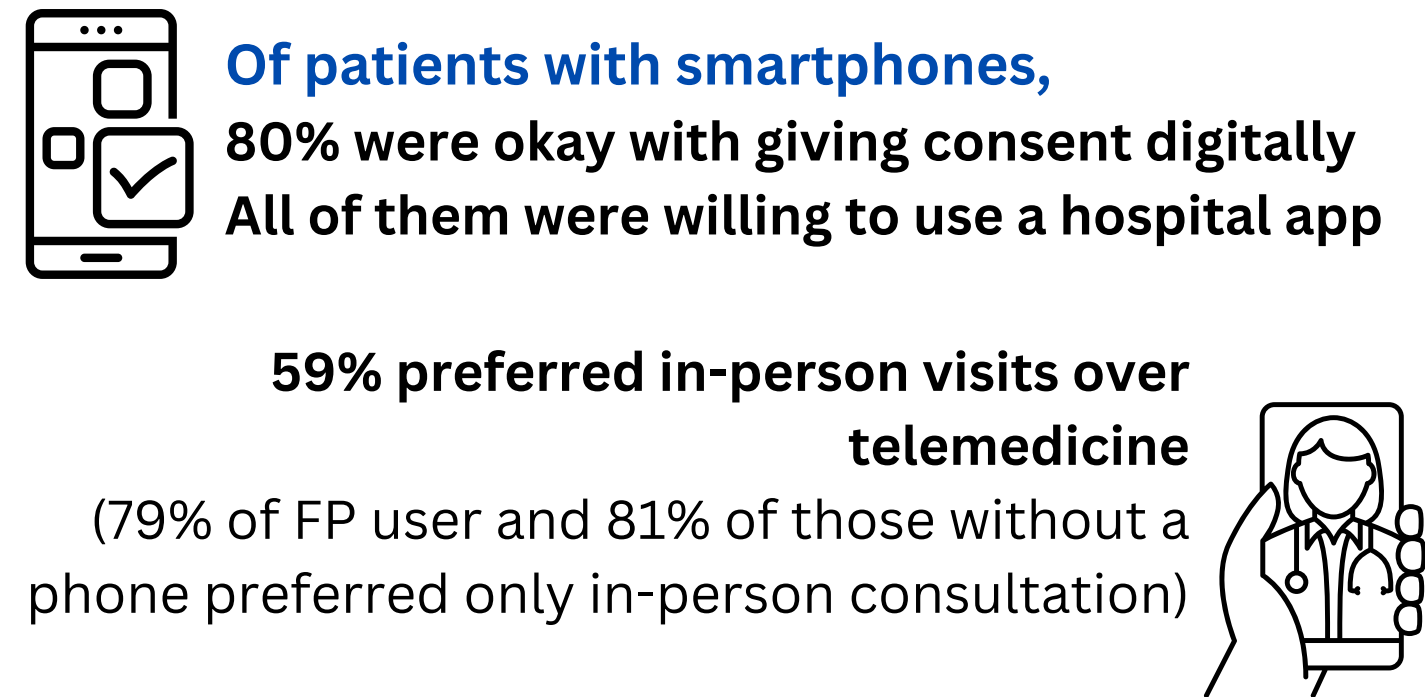 Of patients with smartphones,
80% were okay with giving consent digitally
All of them were willing to use a hospital app
59% preferred in-person visits over
telemedicine
(79% of FP user and 81% of those without a
phone preferred only in-person consultation)